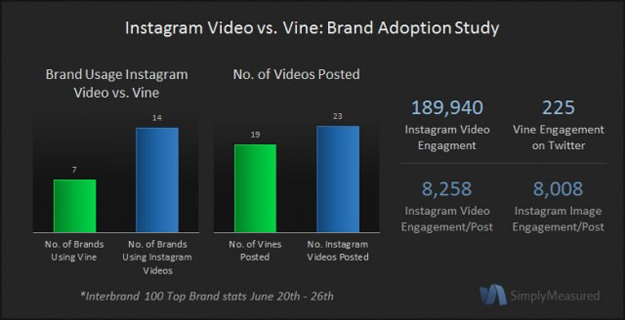 Instagram Video vs. Vine: Brand Adoption Study
Brand Usage Instagram
Video vs. Vine
14
7
No. of Brands
Using Vine
No. of Brands
Using Instagram
Videos
No. of Videos Posted
23
19
No. of Vines
Posted
No. Instagram
Videos Posted
189,940
Instagram Video
Engagment
225
Vine Engagement
on Twitter
8,258
Instagram Video
Engagement/Post
8,008
Instagram Image
Engagement/Post
*Interbrand 100 Top Brand stats June 20th - 26th
SimplyMeasured